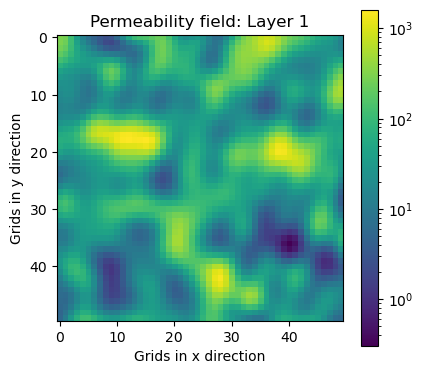 Permeability field: Layer 1
Grids in y direction
0
10
20
30
40
0 10 20 30 40
Grids in x direction
10³
10²
10¹
10⁰